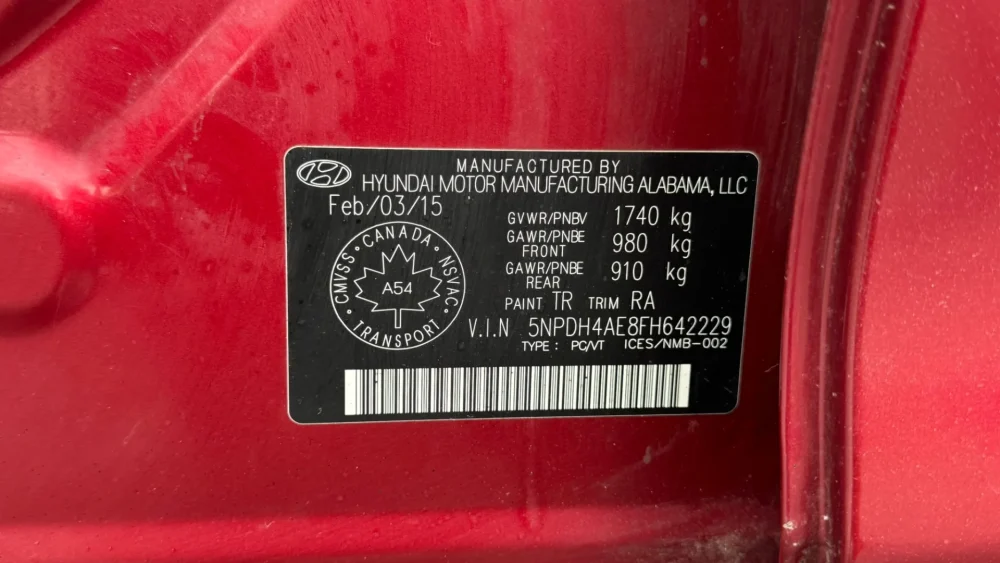 MANUFACTURED BY
HYUNDAI MOTOR MANUFACTURING ALABAMA, LLC
Feb/03/15
GVWR/PNBV 1740 kg
GAWR/PNBE FRONT 980 kg
GAWR/PNBE REAR 910 kg
PAINT TR TRIM RA
CMVSS · CANADA · NSVAC · TRANSPORT ·
A54
V.I.N 5NPDH4AE8FH642229
TYPE : PC/VT ICES/NMB-002